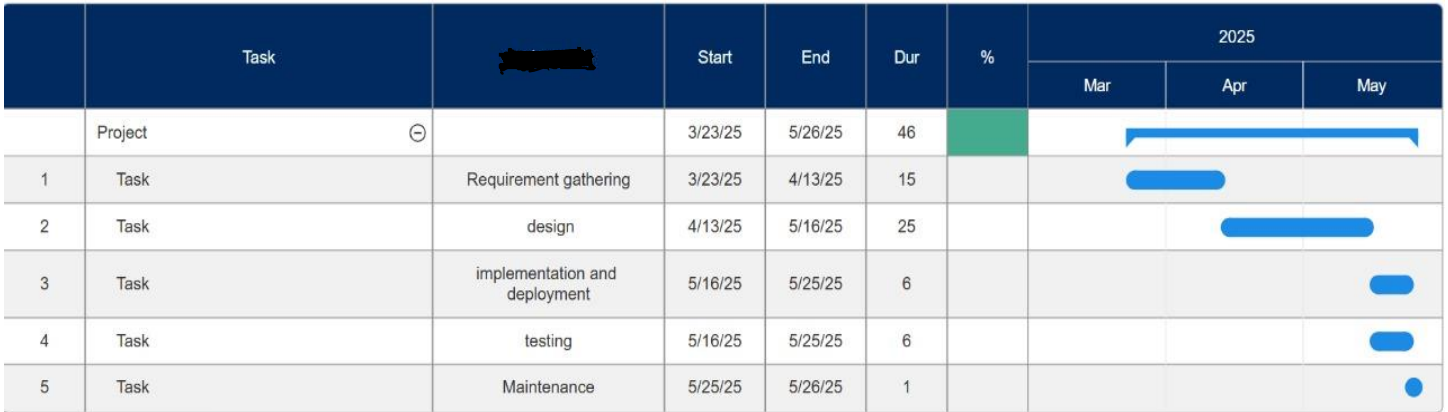 Task Start End Dur % 2025
Mar Apr May
Project 3/23/25 5/26/25 46
1 Task Requirement gathering 3/23/25 4/13/25 15
2 Task design 4/13/25 5/16/25 25
3 Task implementation and
deployment 5/16/25 5/25/25 6
4 Task testing 5/16/25 5/25/25 6
5 Task Maintenance 5/25/25 5/26/25 1